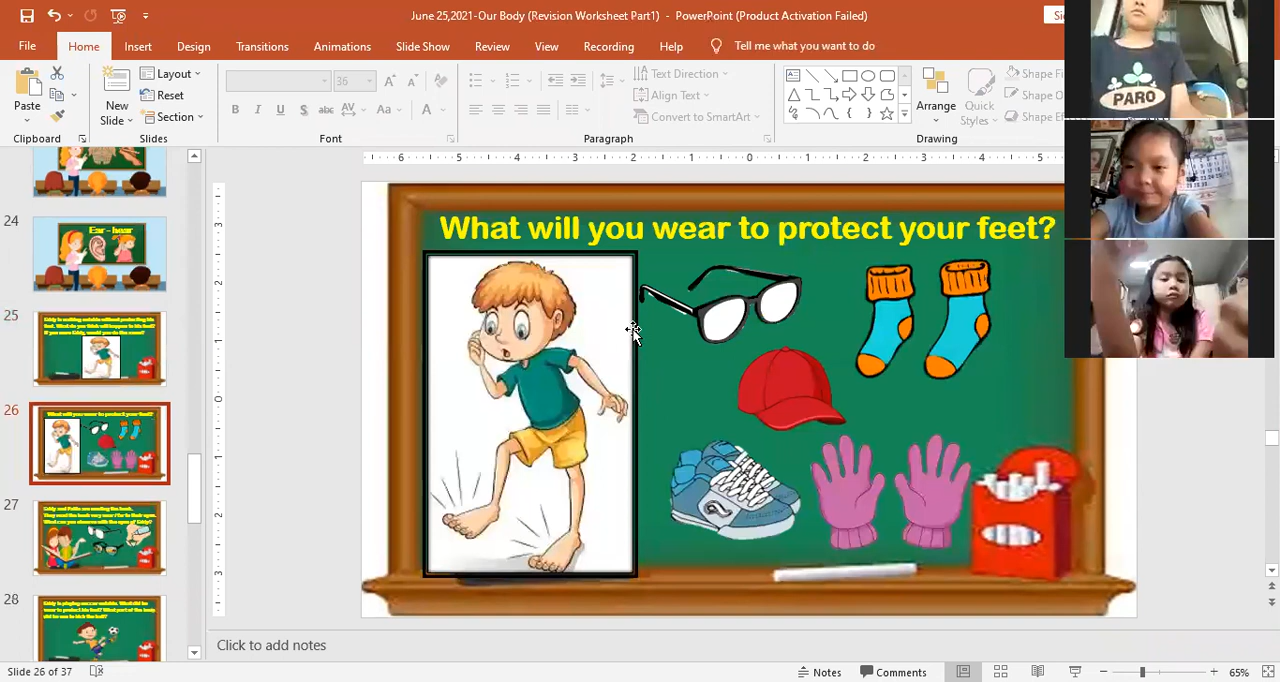 June 25,2021-Our Body (Revision Worksheet Part1) - PowerPoint (Product Activation Failed)
File Home Insert Design Transitions Animations Slide Show Review View Recording Help Tell me what you want to do
Paste
Clipboard
New
Slide
Layout
Reset
Section
Slides
36
Font
Text Direction
Align Text
Convert to SmartArt
Paragraph
Arrange
Quick
Styles
Drawing
PARO
24
Ear - hear
25
26
27
28
What will you wear to protect your feet?
Click to add notes
Slide 26 of 37
Notes
Comments
65%